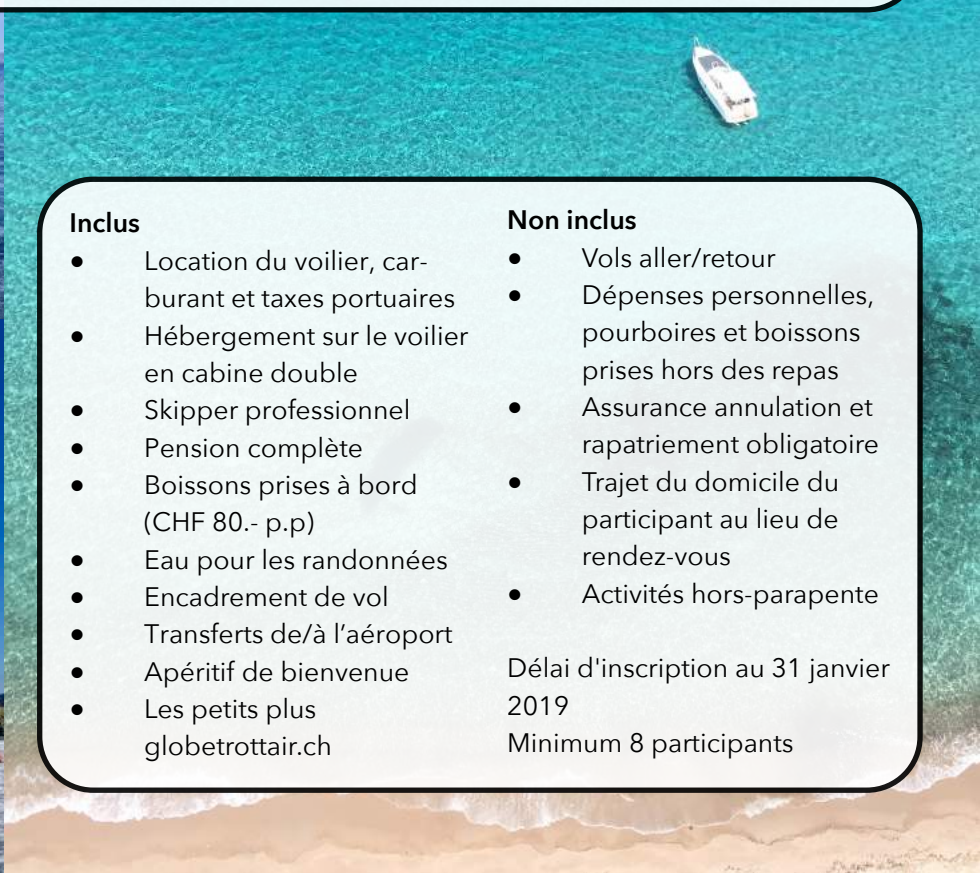 Inclus
• Location du voilier, car-
burant et taxes portuaires
• Hébergement sur le voilier
en cabine double
• Skipper professionnel
• Pension complète
• Boissons prises à bord
(CHF 80.- p.p)
• Eau pour les randonnées
• Encadrement de vol
• Transferts de/à l’aéroport
• Apéritif de bienvenue
• Les petits plus
globetrottair.ch
Non inclus
• Vols aller/retour
• Dépenses personnelles,
pourboires et boissons
prises hors des repas
• Assurance annulation et
rapatriement obligatoire
• Trajet du domicile du
participant au lieu de
rendez-vous
• Activités hors-parapente
Délai d'inscription au 31 janvier
2019
Minimum 8 participants